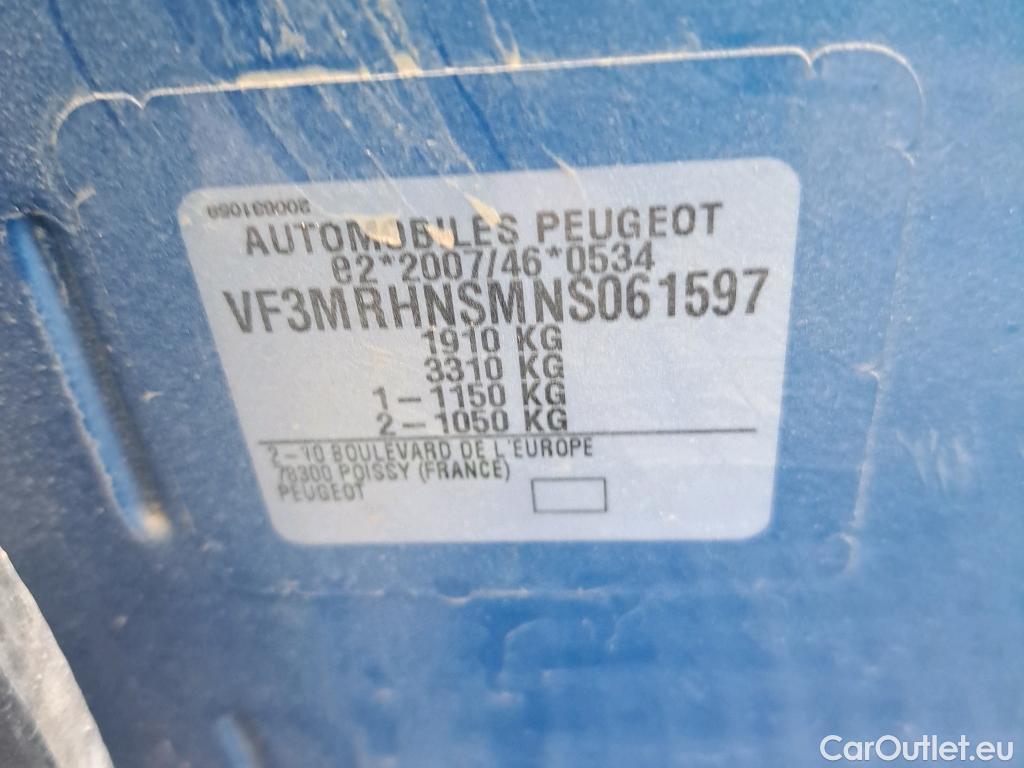 200631059
AUTOMOBILES PEUGEOT
e2*2007/46*0534
VF3MRHNSMNS061597
1910 KG
3310 KG
1-1150 KG
2-1050 KG
2-10 BOULEVARD DE L'EUROPE
78300 POISSY (FRANCE)
PEUGEOT
CarOutlet.eu